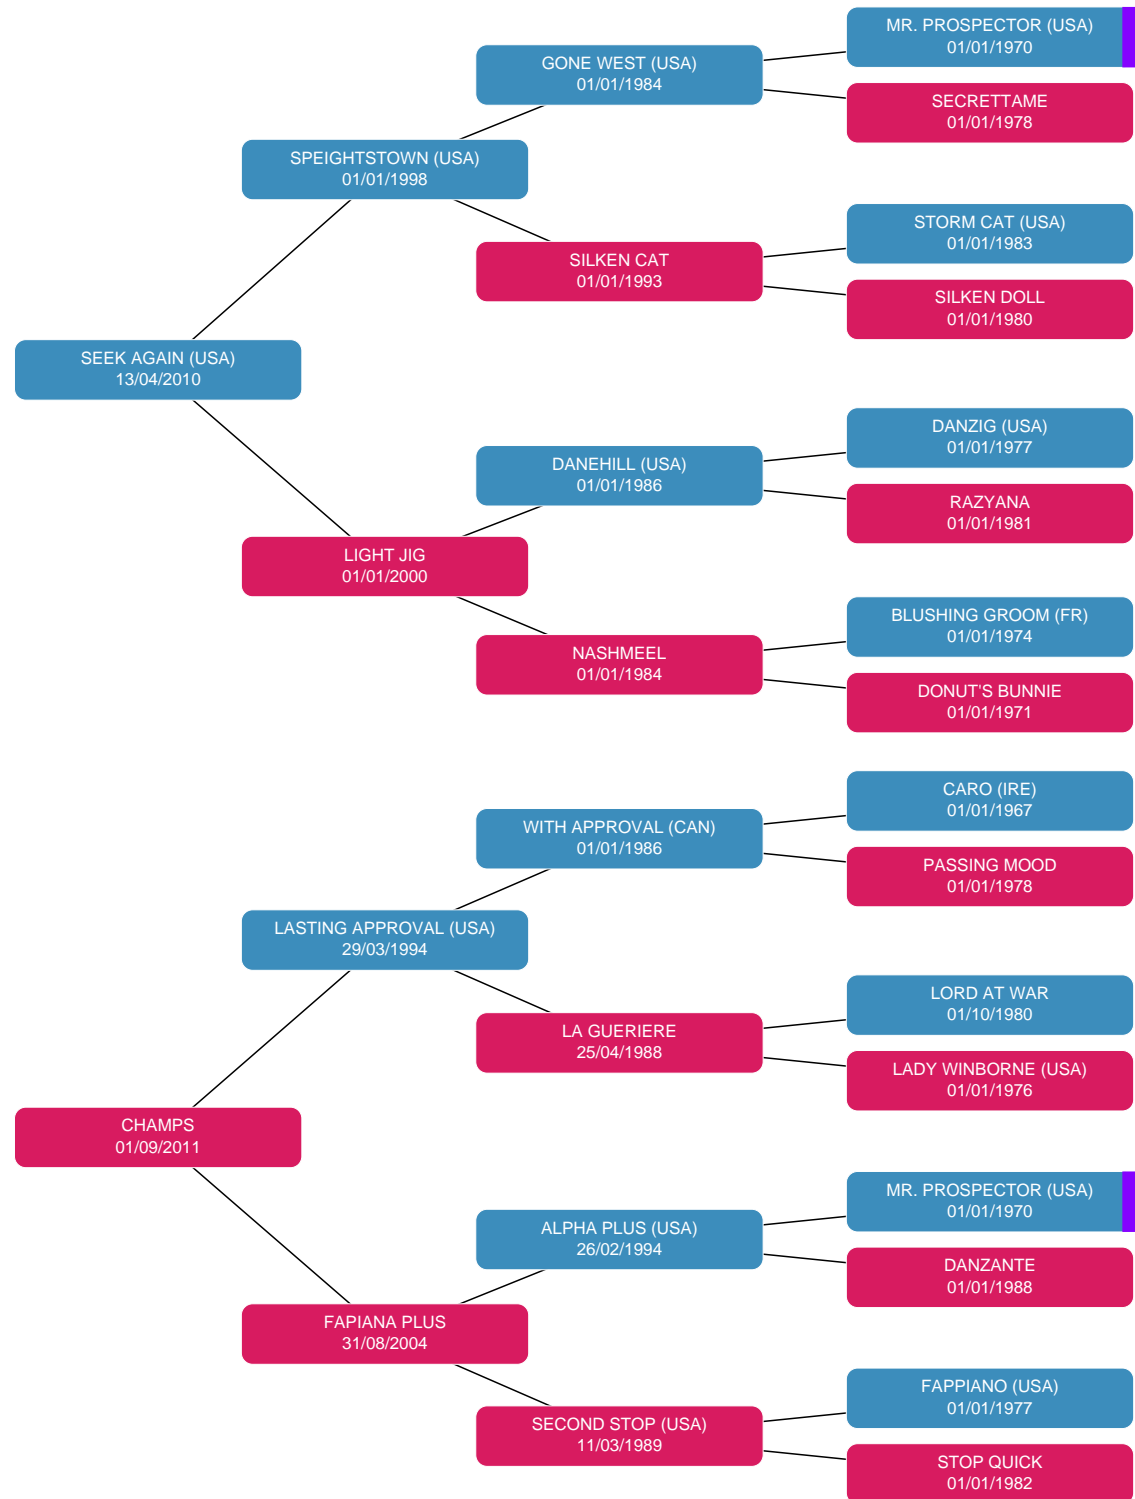 MR. PROSPECTOR (USA)
01/01/1970
GONE WEST (USA)
01/01/1984
SECRETTAME
01/01/1978
SPEIGHTSTOWN (USA)
01/01/1998
STORM CAT (USA)
01/01/1983
SILKEN CAT
01/01/1993
SILKEN DOLL
01/01/1980
SEEK AGAIN (USA)
13/04/2010
DANZIG (USA)
01/01/1977
DANEHILL (USA)
01/01/1986
RAZYANA
01/01/1981
LIGHT JIG
01/01/2000
BLUSHING GROOM (FR)
01/01/1974
NASHMEEL
01/01/1984
DONUT'S BUNNIE
01/01/1971
CARO (IRE)
01/01/1967
WITH APPROVAL (CAN)
01/01/1986
PASSING MOOD
01/01/1978
LASTING APPROVAL (USA)
29/03/1994
LORD AT WAR
01/10/1980
LA GUERIERE
25/04/1988
LADY WINBORNE (USA)
01/01/1976
CHAMPS
01/09/2011
MR. PROSPECTOR (USA)
01/01/1970
ALPHA PLUS (USA)
26/02/1994
DANZANTE
01/01/1988
FAPIANA PLUS
31/08/2004
FAPPIANO (USA)
01/01/1977
SECOND STOP (USA)
11/03/1989
STOP QUICK
01/01/1982